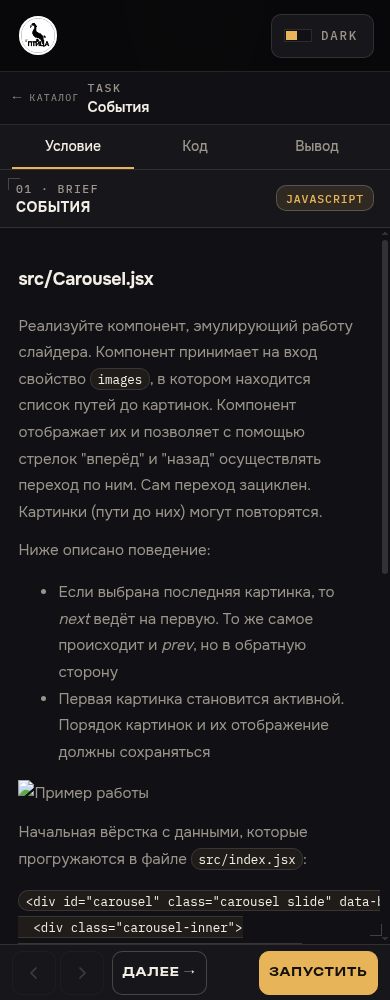 ПТИЦА
DARK
← КАТАЛОГ
TASK
События
Условие
Код
Вывод
01 · BRIEF
СОБЫТИЯ
JAVASCRIPT
src/Carousel.jsx
Реализуйте компонент, эмулирующий работу
слайдера. Компонент принимает на вход
свойство images, в котором находится
список путей до картинок. Компонент
отображает их и позволяет с помощью
стрелок "вперёд" и "назад" осуществлять
переход по ним. Сам переход зациклен.
Картинки (пути до них) могут повторятся.
Ниже описано поведение:
Если выбрана последняя картинка, то
next ведёт на первую. То же самое
происходит и prev, но в обратную
сторону
Первая картинка становится активной.
Порядок картинок и их отображение
должны сохраняться
Пример работы
Начальная вёрстка с данными, которые
прогружаются в файле src/index.jsx:
<div id="carousel" class="carousel slide" data-b
<div class="carousel-inner">
ДАЛЕЕ →
ЗАПУСТИТЬ